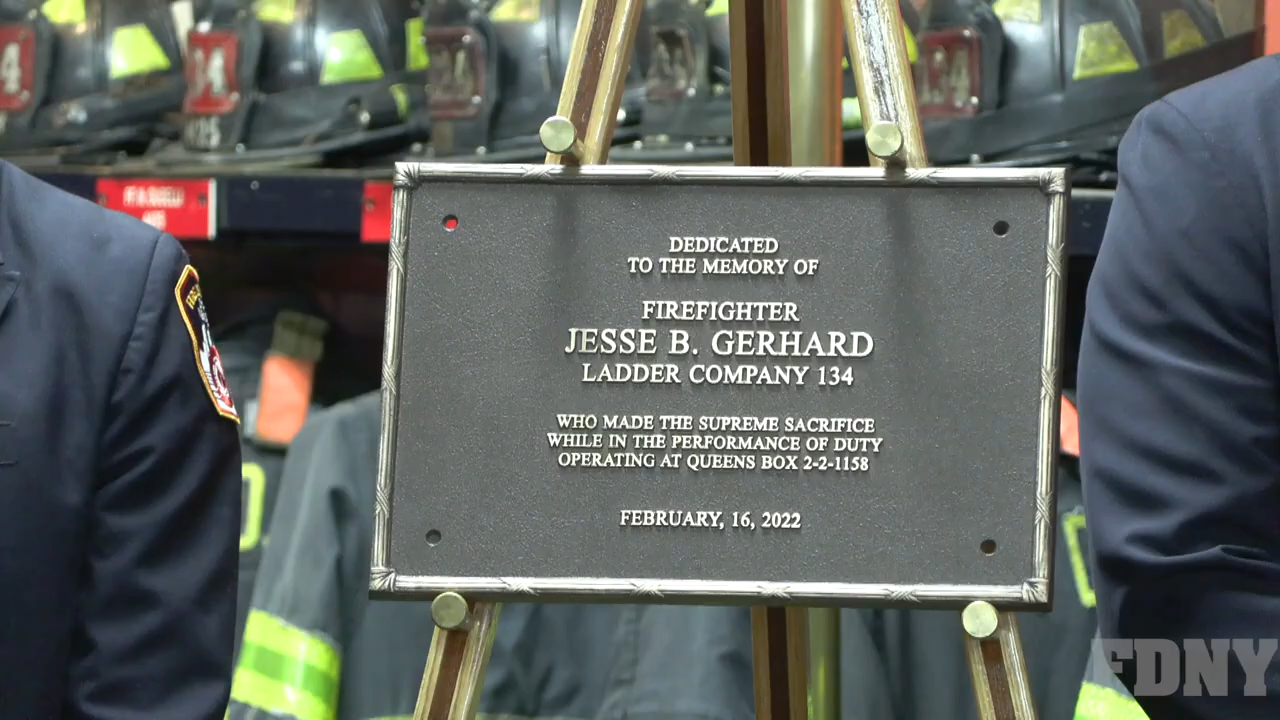 134
DEDICATED
TO THE MEMORY OF
FIREFIGHTER
JESSE B. GERHARD
LADDER COMPANY 134
WHO MADE THE SUPREME SACRIFICE
WHILE IN THE PERFORMANCE OF DUTY
OPERATING AT QUEENS BOX 2-2-1158
FEBRUARY, 16, 2022
FDNY